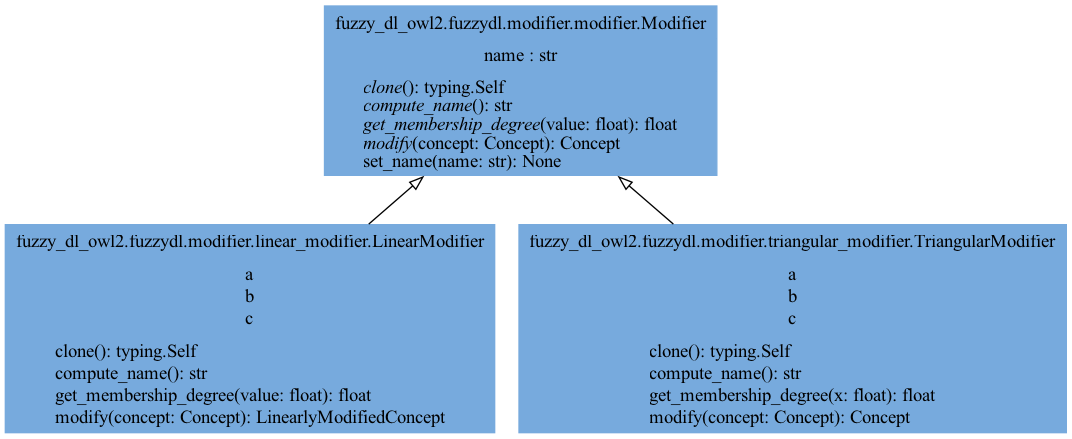 fuzzy_dl_owl2.fuzzydl.modifier.modifier.Modifier
name : str
clone(): typing.Self
compute_name(): str
get_membership_degree(value: float): float
modify(concept: Concept): Concept
set_name(name: str): None
fuzzy_dl_owl2.fuzzydl.modifier.linear_modifier.LinearModifier
a
b
c
clone(): typing.Self
compute_name(): str
get_membership_degree(value: float): float
modify(concept: Concept): LinearlyModifiedConcept
fuzzy_dl_owl2.fuzzydl.modifier.triangular_modifier.TriangularModifier
a
b
c
clone(): typing.Self
compute_name(): str
get_membership_degree(x: float): float
modify(concept: Concept): Concept